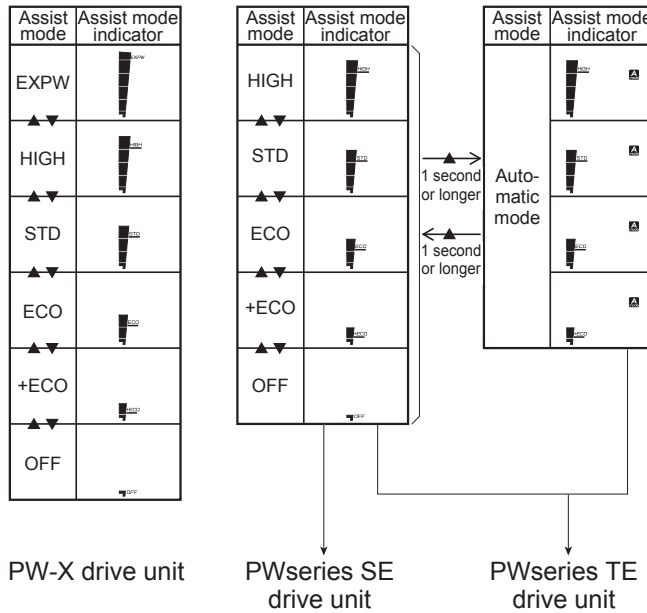 Assist mode
Assist mode indicator
EXPW
EXPW
▲ ▼
HIGH
HIGH
▲ ▼
STD
STD
▲ ▼
ECO
ECO
▲ ▼
+ECO
+ECO
▲ ▼
OFF
OFF
PW-X drive unit
Assist mode
Assist mode indicator
HIGH
HIGH
▲ ▼
STD
STD
▲ ▼
ECO
ECO
▲ ▼
+ECO
+ECO
▲ ▼
OFF
OFF
PWseries SE
drive unit
▲
1 second
or longer
▲
1 second
or longer
Assist mode
Assist mode indicator
Auto-
matic
mode
HIGH
A
STD
A
ECO
A
+ECO
A
PWseries TE
drive unit